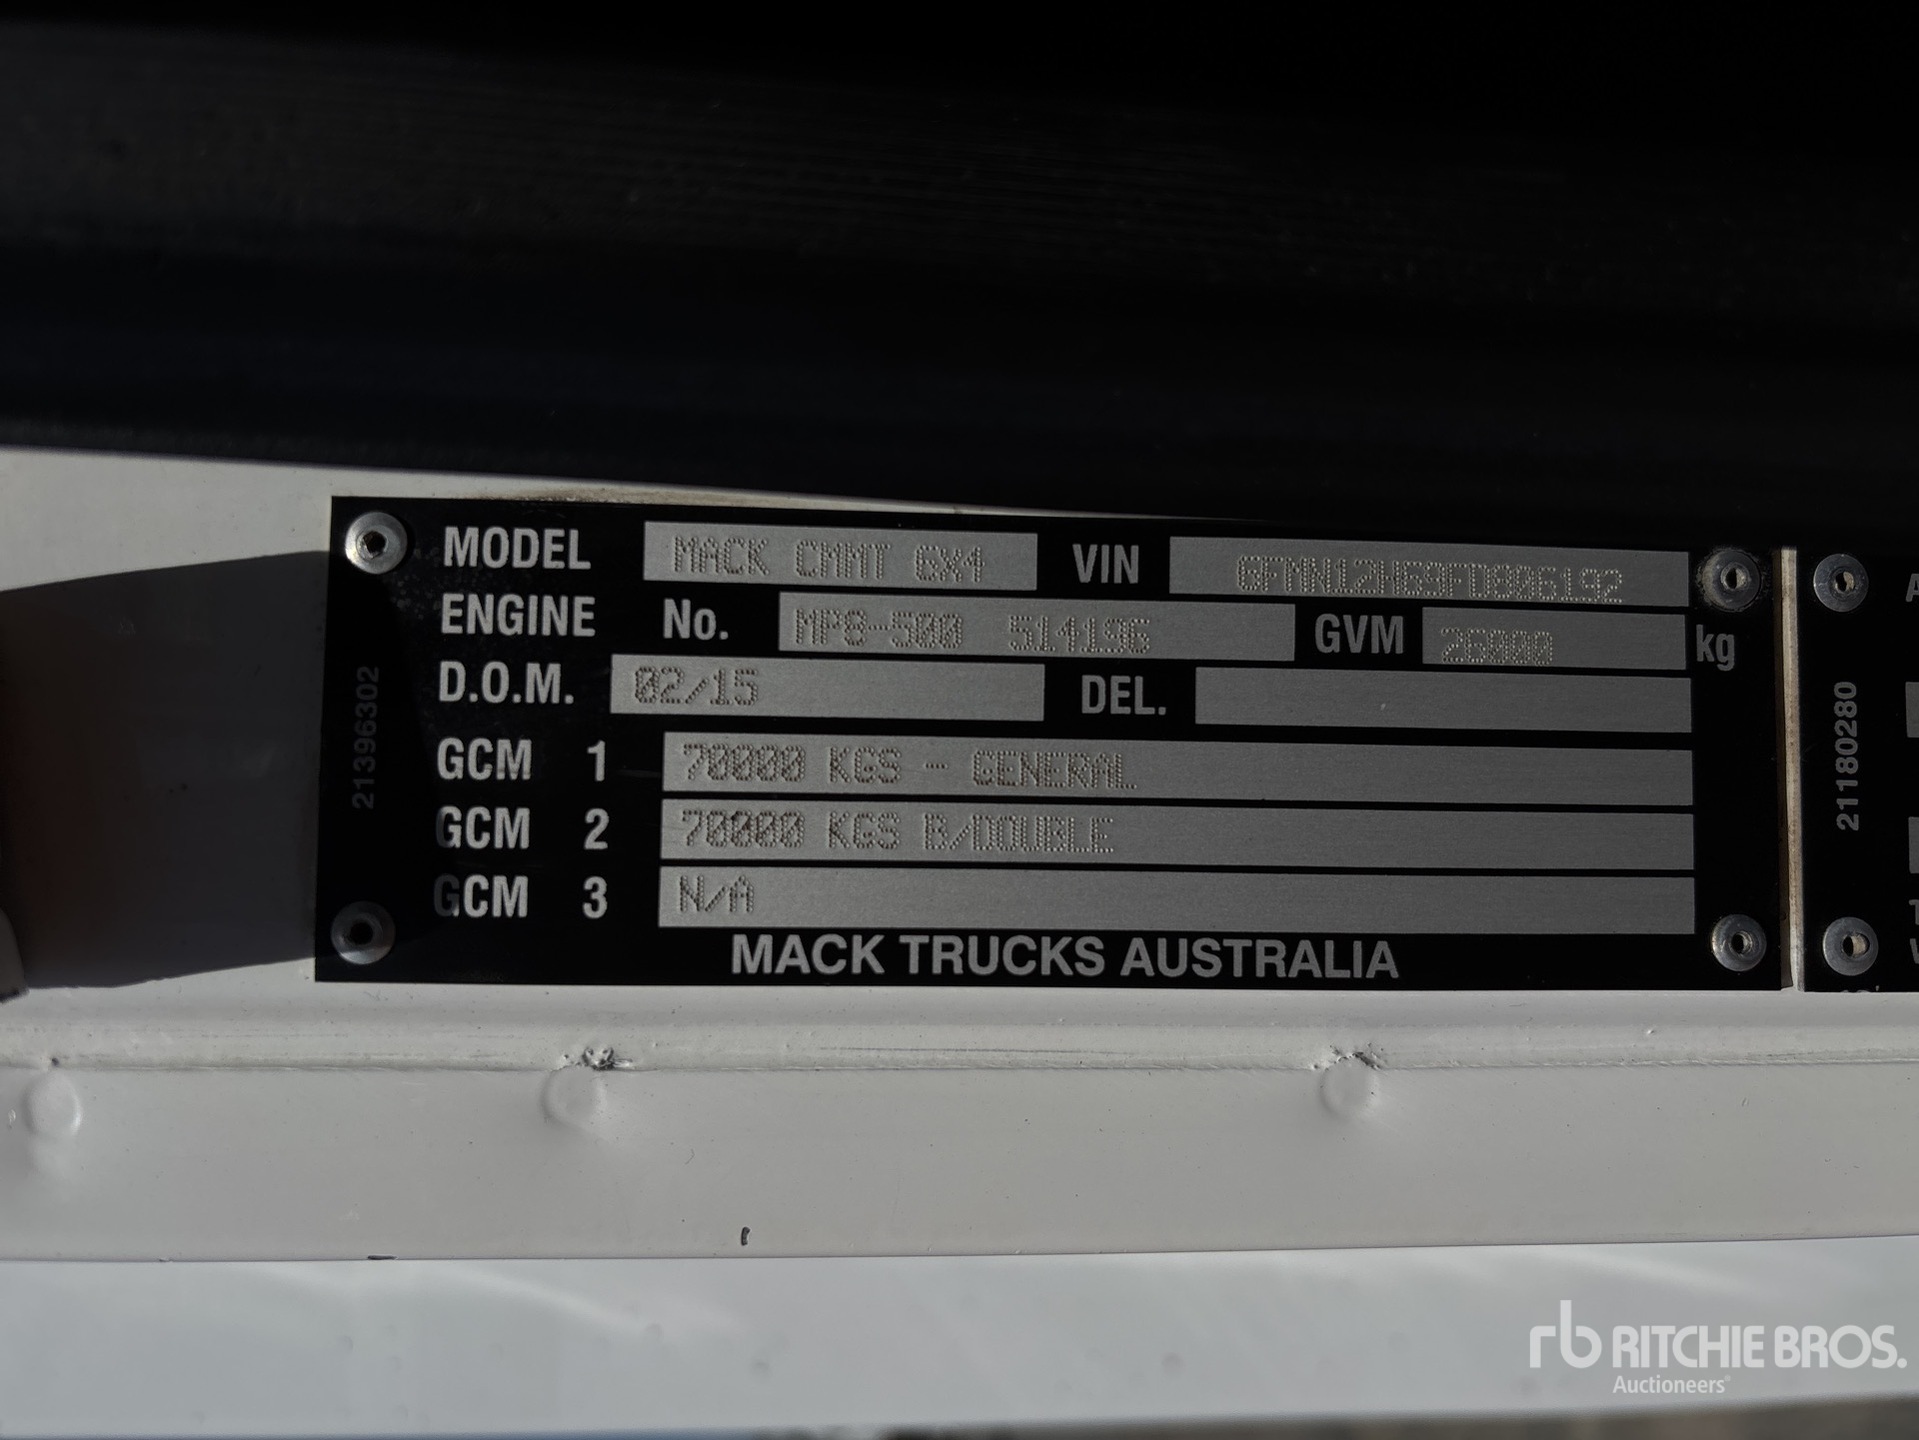 MODEL MACK CMMT 6X4 VIN 6FMN12H69FD806192
ENGINE No. MP8-500 514196 GVM 26000 kg
D.O.M. 02/15 DEL.
GCM 1 70000 KGS - GENERAL
GCM 2 70000 KGS B/DOUBLE
GCM 3 N/A
MACK TRUCKS AUSTRALIA
21396302
21180280
rb RITCHIE BROS.
Auctioneers